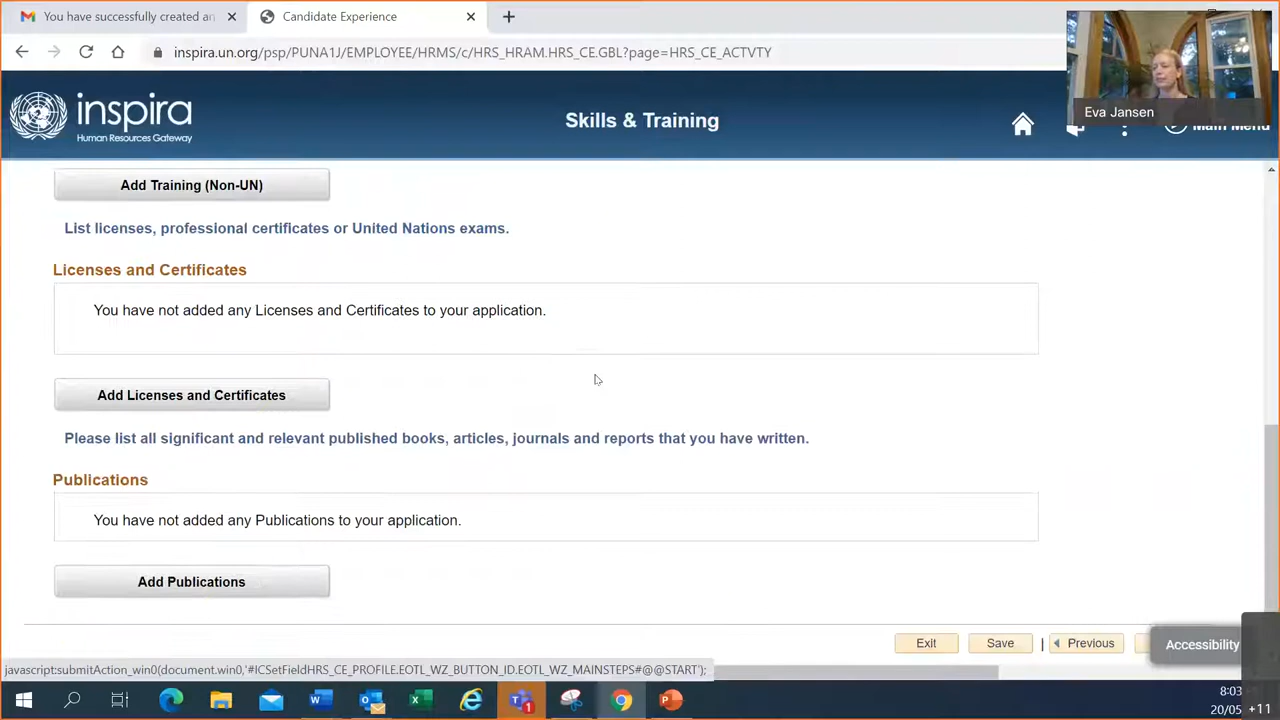 You have successfully created an
Candidate Experience
inspira.un.org/psp/PUNA1J/EMPLOYEE/HRMS/c/HRS_HRAM.HRS_CE.GBL?page=HRS_CE_ACTVTY
Eva Jansen
inspira
Human Resources Gateway
Skills & Training
Main Menu
Add Training (Non-UN)
List licenses, professional certificates or United Nations exams.
Licenses and Certificates
You have not added any Licenses and Certificates to your application.
Add Licenses and Certificates
Please list all significant and relevant published books, articles, journals and reports that you have written.
Publications
You have not added any Publications to your application.
Add Publications
Exit
Save
|
Previous
Accessibility
javascript:submitAction_win0(document.win0,'#ICSetFieldHRS_CE_PROFILE.EOTL_WZ_BUTTON_ID.EOTL_WZ_MAINSTEPS#@@START');
8:03
20/05
+11